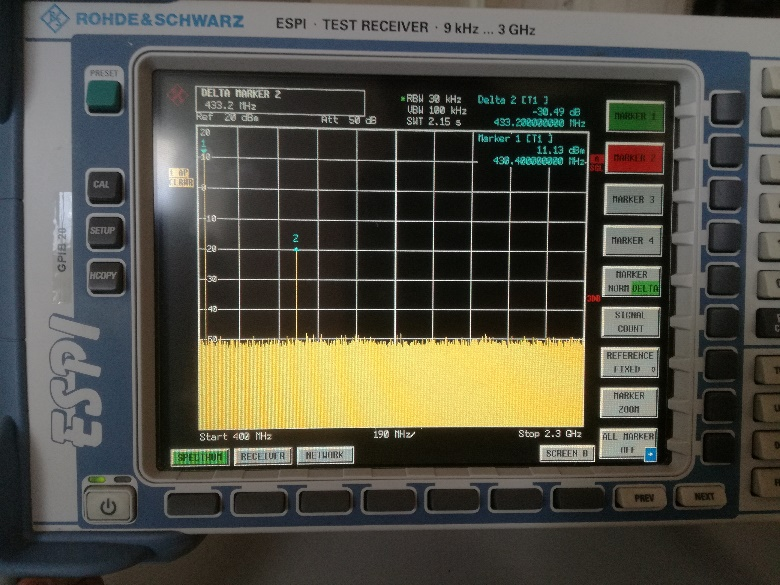 ROHDE & SCHWARZ
ESPI · TEST RECEIVER · 9 kHz ... 3 GHz
PRESET
CAL
SETUP
HCOPY
GPIB 20
ESPI
DELTA MARKER 2
433.2 MHz
Ref 20 dBm
Att 50 dB
RBW 30 kHz
VBW 100 kHz
SWT 2.15 s
Delta 2 [T1 ]
-30.49 dB
433.200000000 MHz
Marker 1 [T1 ]
11.13 dBm
430.400000000 MHz
20
1
10
0
-10
2
-20
-30
-40
-50
A
SGL
3DB
Start 400 MHz
190 MHz/
Stop 2.3 GHz
MARKER 1
MARKER 2
MARKER 3
MARKER 4
MARKER
NORM DELTA
SIGNAL
COUNT
REFERENCE
FIXED
MARKER
ZOOM
ALL MARKER
OFF
SPECTRUM
RECEIVER
NETWORK
SCREEN B
PREV
NEXT